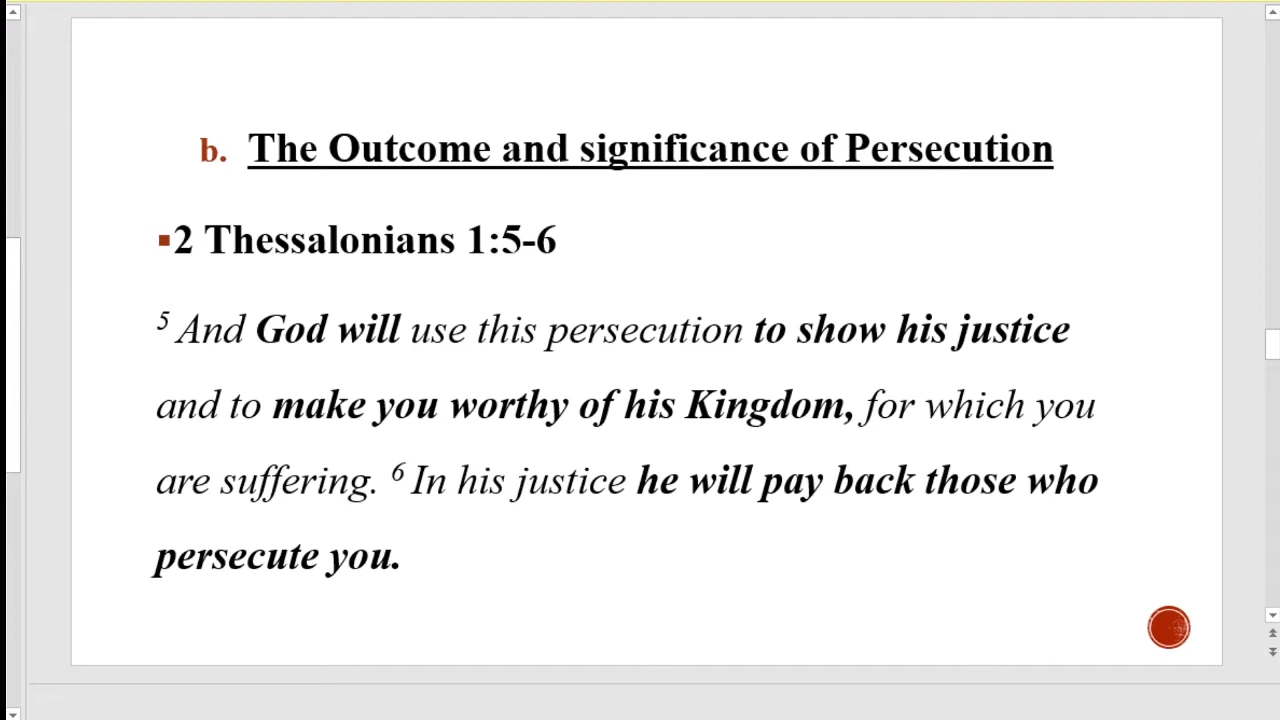 b. The Outcome and significance of Persecution
▪2 Thessalonians 1:5-6
5 And God will use this persecution to show his justice
and to make you worthy of his Kingdom, for which you
are suffering. 6 In his justice he will pay back those who
persecute you.